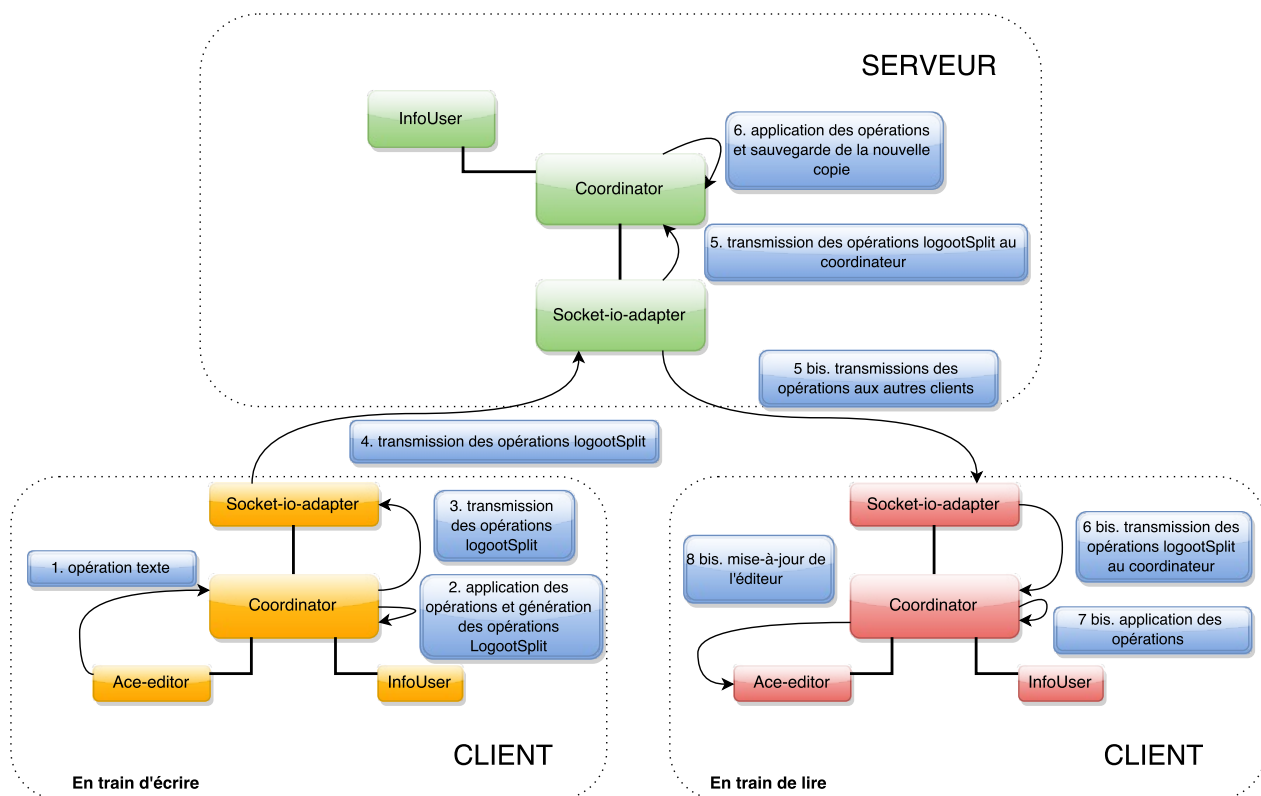 SERVEUR
InfoUser
6. application des opérations
et sauvegarde de la nouvelle
copie
Coordinator
5. transmission des opérations logootSplit au
coordinateur
Socket-io-adapter
5 bis. transmissions des
opérations aux autres clients
4. transmission des opérations logootSplit
Socket-io-adapter
3. transmission
des opérations
logootSplit
1. opération texte
2. application des
opérations et génération
des opérations
LogootSplit
Coordinator
Ace-editor
InfoUser
CLIENT
En train d'écrire
Socket-io-adapter
6 bis. transmission des
opérations logootSplit
au coordinateur
8 bis. mise-à-jour de
l'éditeur
Coordinator
7 bis. application des
opérations
Ace-editor
InfoUser
CLIENT
En train de lire